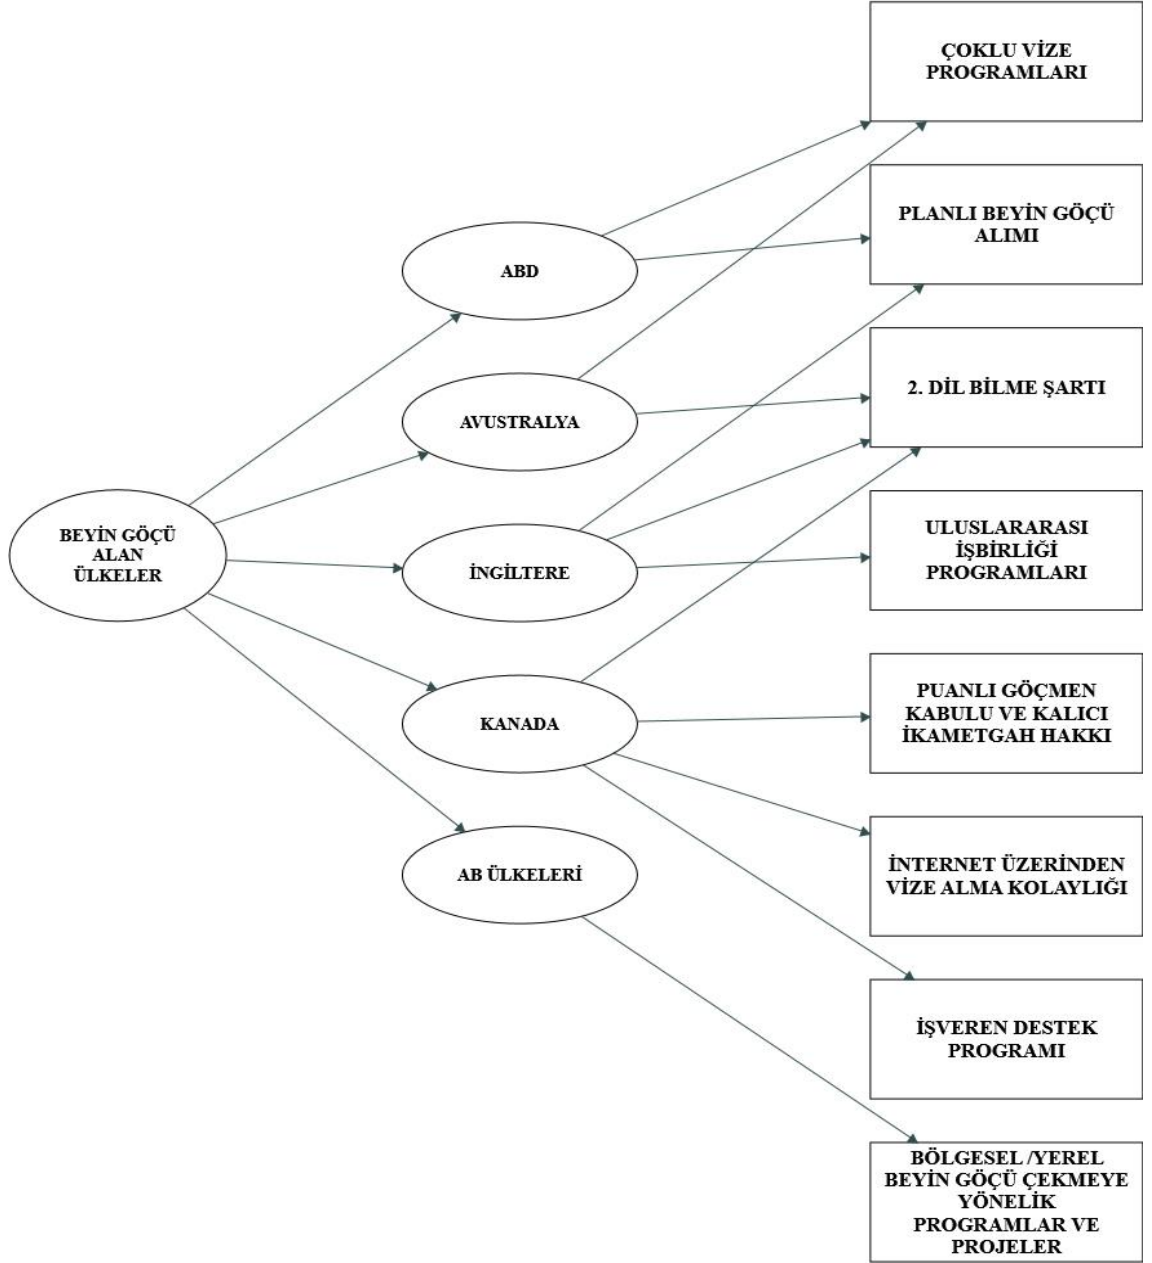 BEYİN GÖÇÜ
ALAN
ÜLKELER
ABD
AVUSTRALYA
İNGİLTERE
KANADA
AB ÜLKELERİ
ÇOKLU VİZE
PROGRAMLARI
PLANLI BEYİN GÖÇÜ
ALIMI
2. DİL BİLME ŞARTI
ULUSLARARASI
İŞBİRLİĞİ
PROGRAMLARI
PUANLI GÖÇMEN
KABULU VE KALICI
İKAMETGAH HAKKI
İNTERNET ÜZERİNDEN
VİZE ALMA KOLAYLIĞI
İŞVEREN DESTEK
PROGRAMI
BÖLGESEL /YEREL
BEYİN GÖÇÜ ÇEKMEYE
YÖNELİK
PROGRAMLAR VE
PROJELER